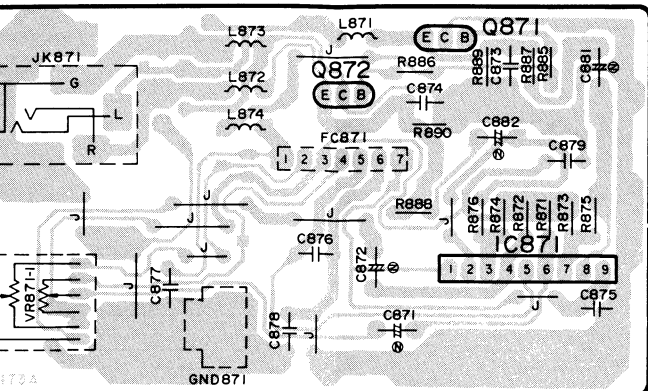 L873
L871
Q871
E C B
JK871
J
R886
R889
C873
R887
R885
C881
N
G
L872
Q872
E C B
C874
L
L874
R890
C882
N
R
FC871
1 2 3 4 5 6 7
C879
J
J
J
J
R888
J
R876
R874
R872
R871
R873
R875
J
C876
C872
N
IC871
1 2 3 4 5 6 7 8 9
VR871-1
J
C877
J
C875
C878
J
C871
N
GND871